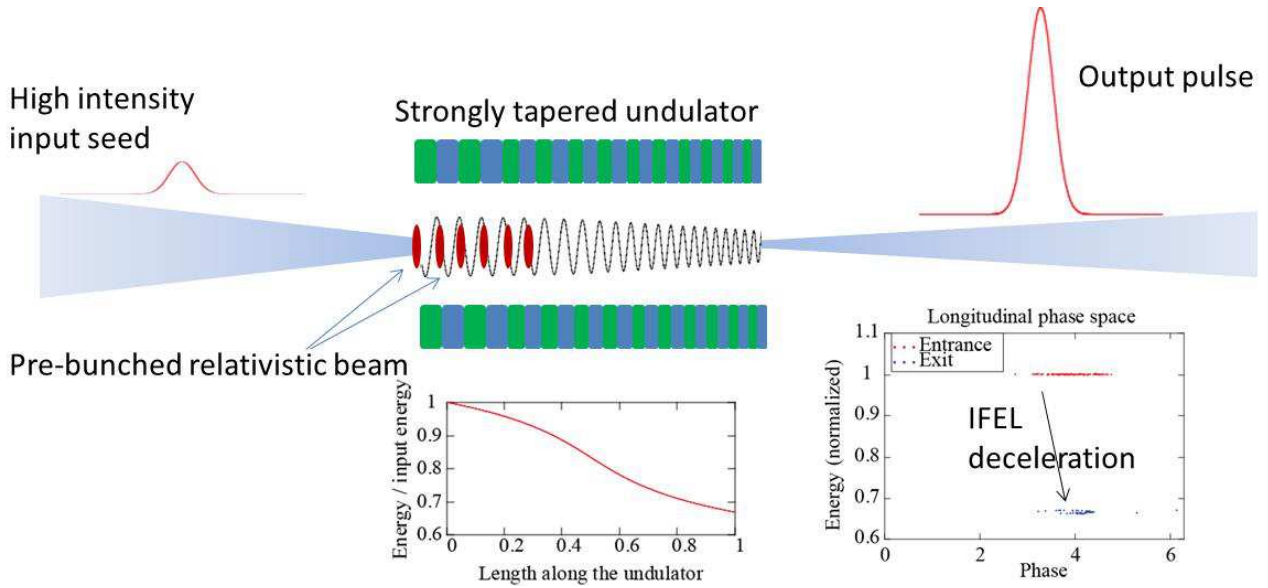 High intensity
input seed
Strongly tapered undulator
Output pulse
Pre-bunched relativistic beam
Energy / input energy
1
0.9
0.8
0.7
0.6
0
0.2
0.4
0.6
0.8
1
Length along the undulator
Longitudinal phase space
Entrance
Exit
IFEL
deceleration
Energy (normalized)
1.1
1
0.9
0.8
0.7
0.6
0
2
4
6
Phase